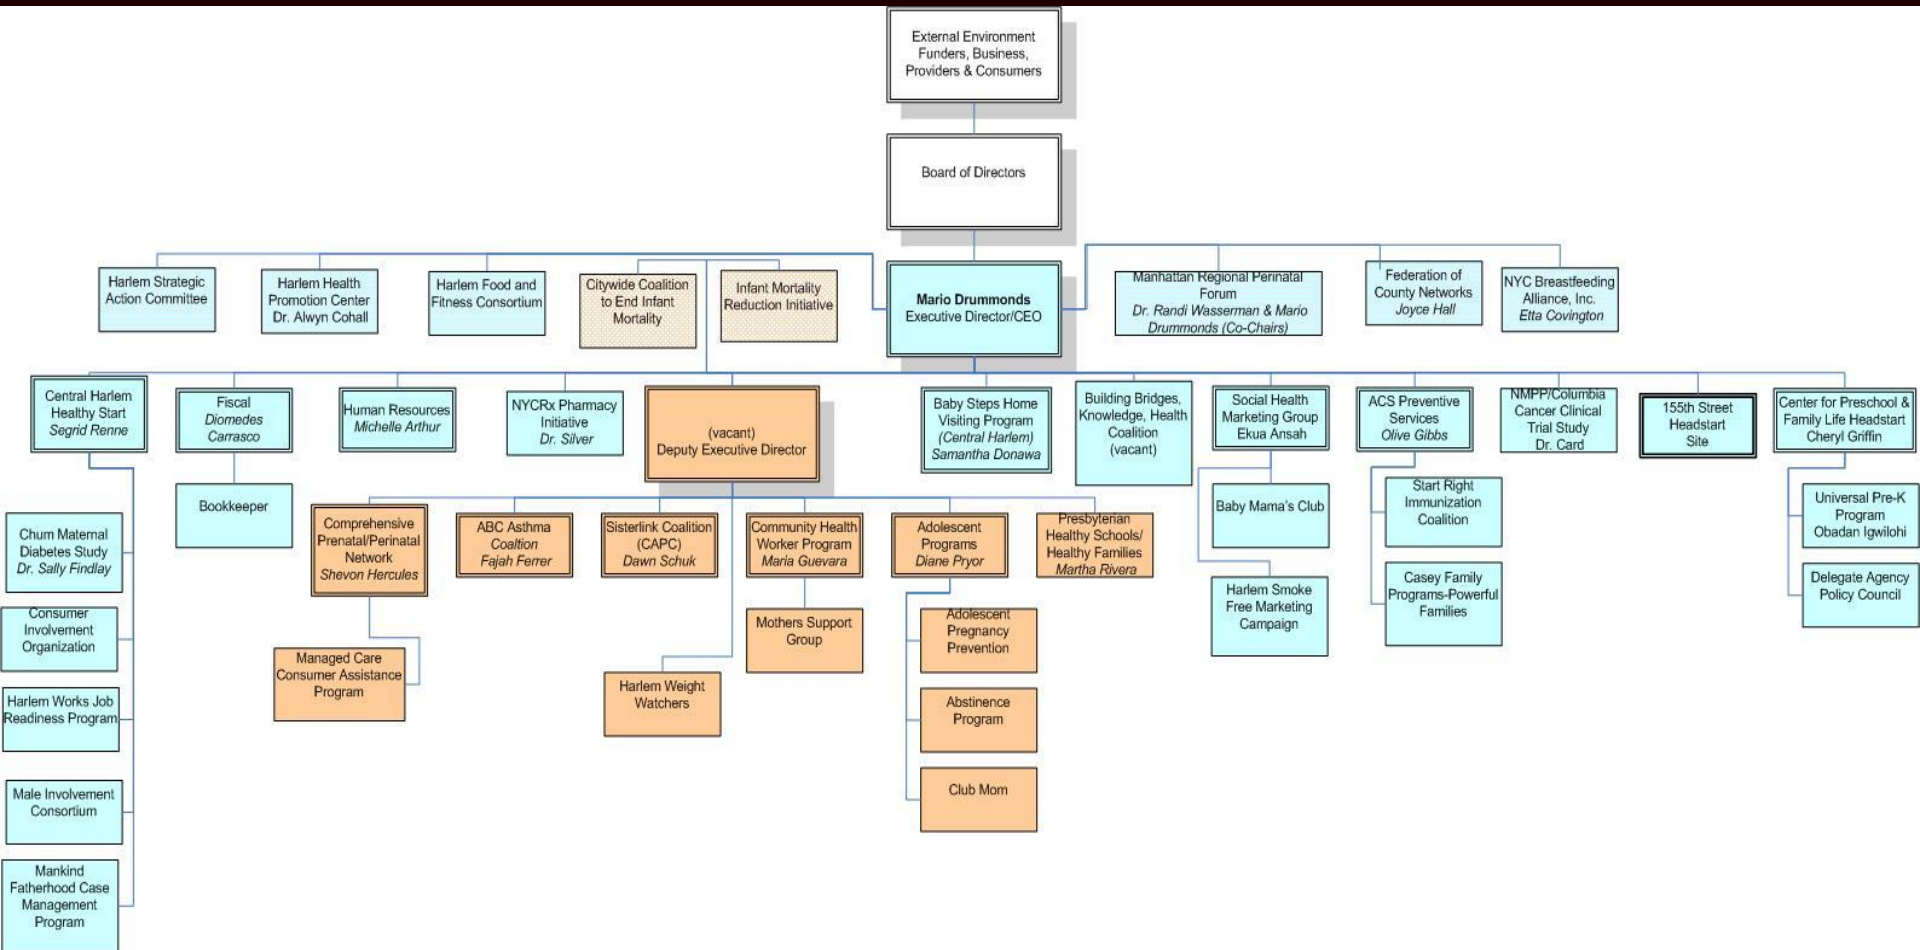 External Environment
Funders, Business,
Providers & Consumers
Board of Directors
Harlem Strategic
Action Committee
Harlem Health
Promotion Center
Dr. Alwyn Cohall
Harlem Food and
Fitness Consortium
Citywide Coalition
to End Infant
Mortality
Infant Mortality
Reduction Initiative
Mario Drummonds
Executive Director/CEO
Manhattan Regional Perinatal
Forum
Dr. Randi Wasserman & Mario
Drummonds (Co-Chairs)
Federation of
County Networks
Joyce Hall
NYC Breastfeeding
Alliance, Inc.
Etta Covington
Central Harlem
Healthy Start
Segrid Renne
Fiscal
Diomedes
Carrasco
Human Resources
Michelle Arthur
NYCRx Pharmacy
Initiative
Dr. Silver
(vacant)
Deputy Executive Director
Baby Steps Home
Visiting Program
(Central Harlem)
Samantha Donawa
Building Bridges,
Knowledge, Health
Coalition
(vacant)
Social Health
Marketing Group
Ekua Ansah
ACS Preventive
Services
Olive Gibbs
NMPP/Columbia
Cancer Clinical
Trial Study
Dr. Card
155th Street
Headstart
Site
Center for Preschool &
Family Life Headstart
Cheryl Griffin
Chum Maternal
Diabetes Study
Dr. Sally Findlay
Consumer
Involvement
Organization
Harlem Works Job
Readiness Program
Male Involvement
Consortium
Mankind
Fatherhood Case
Management
Program
Bookkeeper
Comprehensive
Prenatal/Perinatal
Network
Shevon Hercules
Managed Care
Consumer Assistance
Program
ABC Asthma
Coaltion
Fajah Ferrer
Sisterlink Coalition
(CAPC)
Dawn Schuk
Harlem Weight
Watchers
Community Health
Worker Program
Maria Guevara
Mothers Support
Group
Adolescent
Programs
Diane Pryor
Adolescent
Pregnancy
Prevention
Abstinence
Program
Club Mom
Presbyterian
Healthy Schools/
Healthy Families
Martha Rivera
Baby Mama's Club
Harlem Smoke
Free Marketing
Campaign
Start Right
Immunization
Coalition
Casey Family
Programs-Powerful
Families
Universal Pre-K
Program
Obadan Igwilohi
Delegate Agency
Policy Council